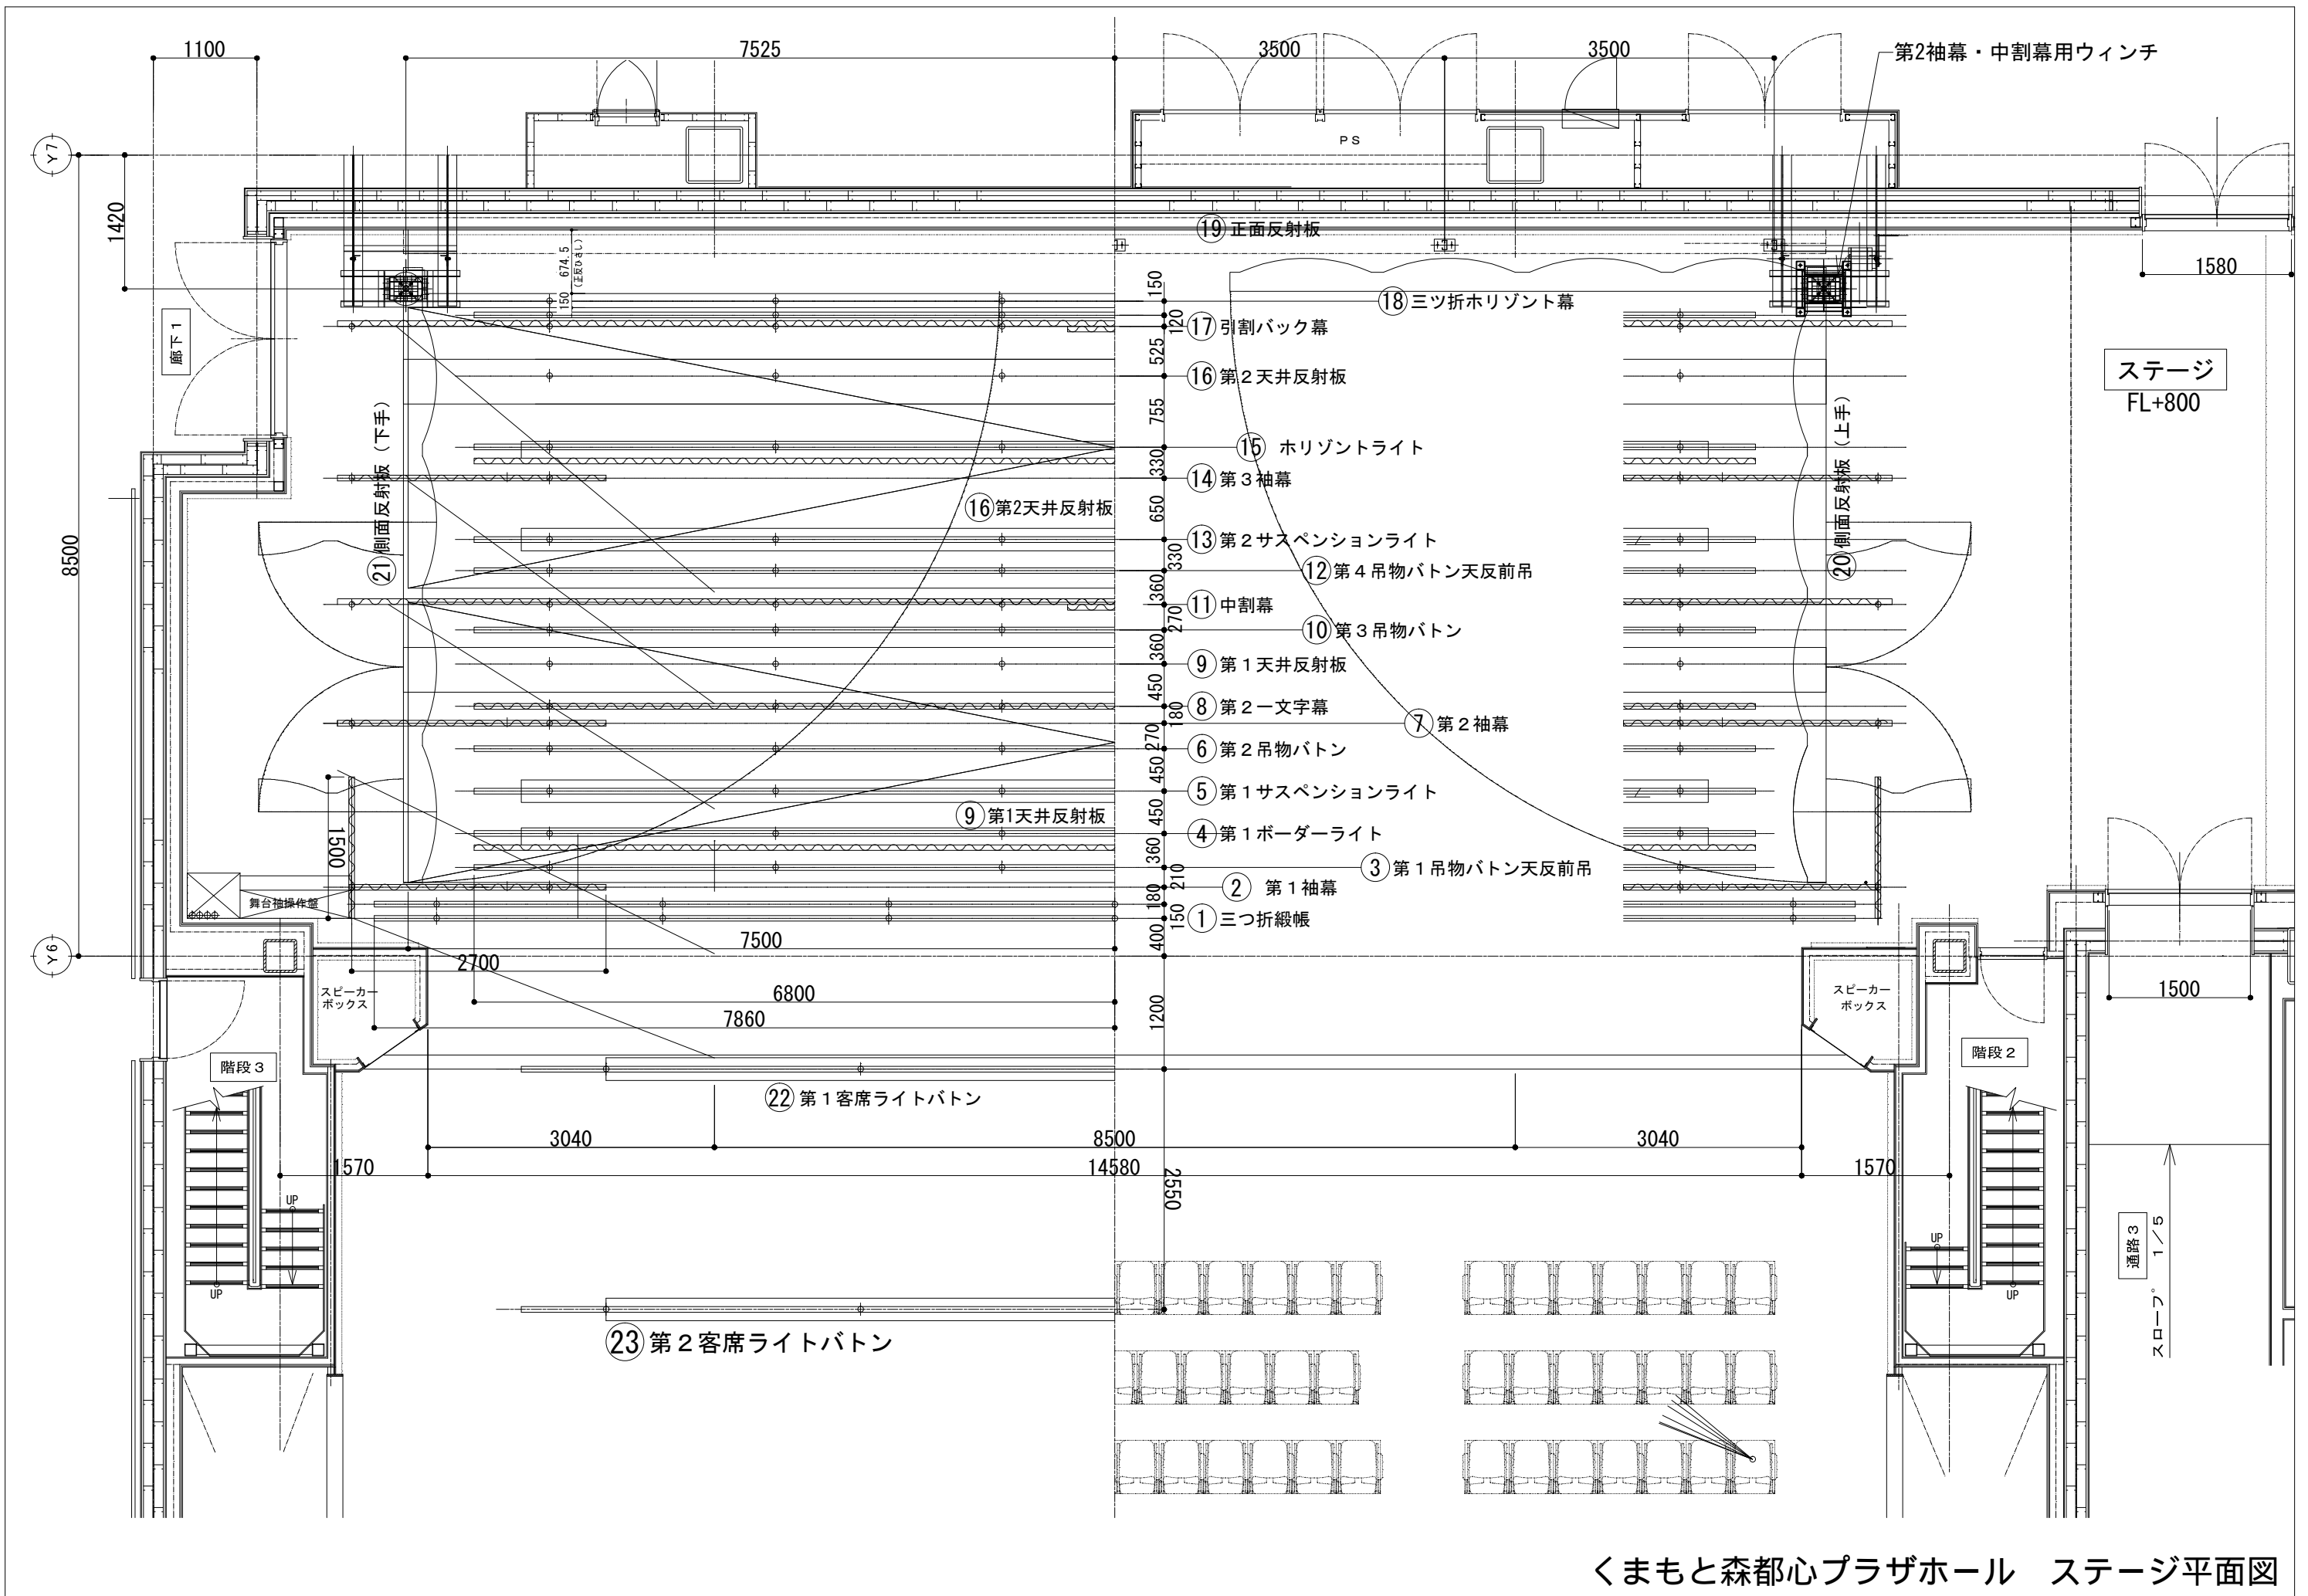 1100
7525
3500
3500
第2袖幕・中割幕用ウィンチ
Y7
PS
1420
⑲正面反射板
674.5
(正反ひさし)
150
150
1580
⑱三ツ折ホリゾント幕
120
⑰引割バック幕
廊下1
525
⑯第2天井反射板
ステージ
FL+800
755
㉑側面反射板(下手)
⑳側面反射板(上手)
⑮ ホリゾントライト
330
⑭第3袖幕
⑯第2天井反射板
650
8500
⑬第2サスペンションライト
330
⑫第4吊物バトン天反前吊
360
⑪中割幕
270
⑩第3吊物バトン
360
⑨第1天井反射板
450
⑧第2一文字幕
180
⑦第2袖幕
270
⑥第2吊物バトン
450
⑤第1サスペンションライト
450
⑨第1天井反射板
④第1ボーダーライト
1500
360
③第1吊物バトン天反前吊
210
②第1袖幕
舞台袖操作盤
180
①三つ折緞帳
150
7500
400
Y6
2700
スピーカー
ボックス
6800
スピーカー
ボックス
1500
7860
1200
階段3
階段2
㉒第1客席ライトバトン
3040
8500
3040
1570
14580
1570
2550
UP
UP
UP
UP
通路3
スロープ 1/5
㉓第2客席ライトバトン
くまもと森都心プラザホール ステージ平面図